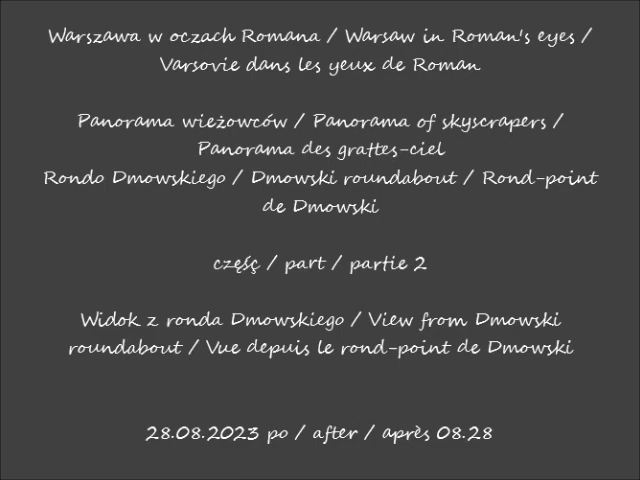 Warszawa w oczach Romana / Warsaw in Roman's eyes /
Varsovie dans les yeux de Roman
Panorama wieżowców / Panorama of skyscrapers /
Panorama des grattes-ciel
Rondo Dmowskiego / Dmowski roundabout / Rond-point
de Dmowski
częśç / part / partie 2
Widok z ronda Dmowskiego / View from Dmowski
roundabout / Vue depuis le rond-point de Dmowski
28.08.2023 po / after / après 08.28